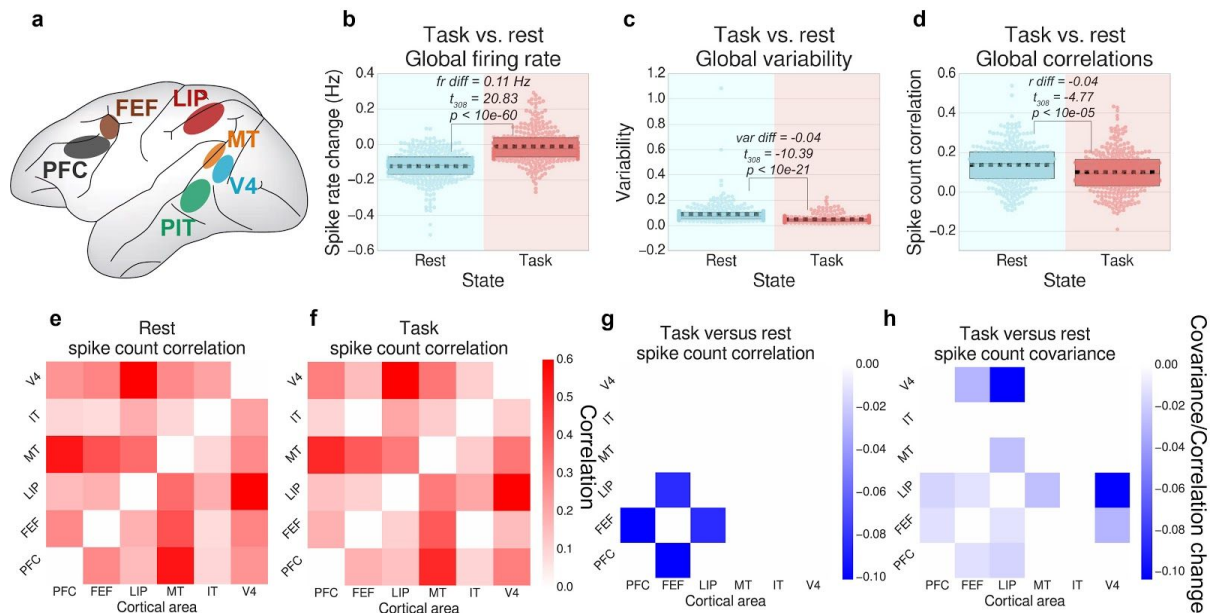 a
FEF
LIP
MT
PFC
V4
PIT
b
Task vs. rest
Global firing rate
Spike rate change (Hz)
0.4
0.2
0.0
−0.2
−0.4
−0.6
fr diff = 0.11 Hz
t308 = 20.83
p < 10e-60
Rest
Task
State
c
Task vs. rest
Global variability
Variability
1.2
1.0
0.8
0.6
0.4
0.2
0.0
−0.2
var diff = -0.04
t308 = -10.39
p < 10e-21
Rest
Task
State
d
Task vs. rest
Global correlations
Spike count correlation
0.6
0.4
0.2
0.0
−0.2
r diff = -0.04
t308 = -4.77
p < 10e-05
Rest
Task
State
e
Rest
spike count correlation
V4
IT
MT
LIP
FEF
PFC
PFC FEF LIP MT IT V4
Cortical area
f
Task
spike count correlation
V4
IT
MT
LIP
FEF
PFC
PFC FEF LIP MT IT V4
Cortical area
0.6
0.5
0.4
0.3
0.2
0.1
0.0
Correlation
g
Task versus rest
spike count correlation
V4
IT
MT
LIP
FEF
PFC
PFC FEF LIP MT IT V4
Cortical area
0.00
−0.02
−0.04
−0.06
−0.08
−0.10
h
Task versus rest
spike count covariance
V4
IT
MT
LIP
FEF
PFC
PFC FEF LIP MT IT V4
Cortical area
0.00
−0.02
−0.04
−0.06
−0.08
−0.10
Covariance/Correlation change